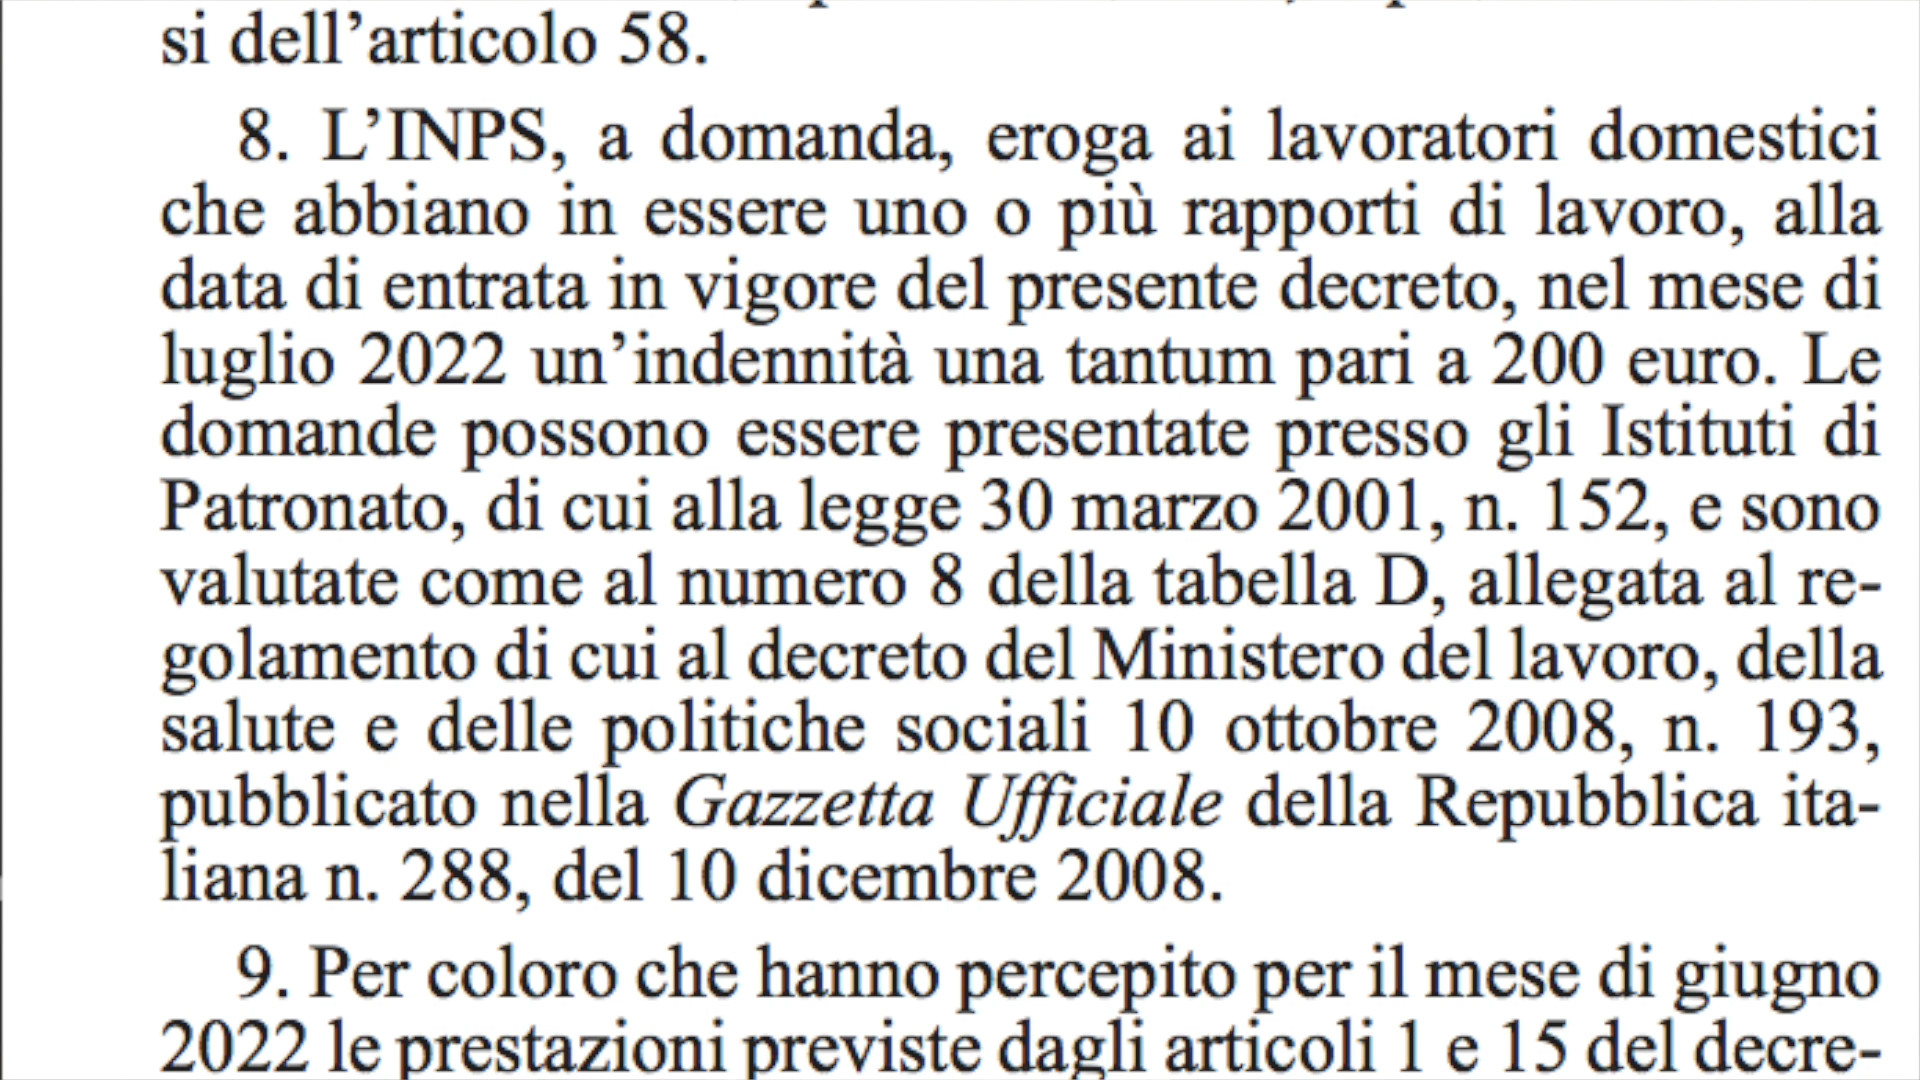 si dell’articolo 58.
8. L’INPS, a domanda, eroga ai lavoratori domestici
che abbiano in essere uno o più rapporti di lavoro, alla
data di entrata in vigore del presente decreto, nel mese di
luglio 2022 un’indennità una tantum pari a 200 euro. Le
domande possono essere presentate presso gli Istituti di
Patronato, di cui alla legge 30 marzo 2001, n. 152, e sono
valutate come al numero 8 della tabella D, allegata al re-
golamento di cui al decreto del Ministero del lavoro, della
salute e delle politiche sociali 10 ottobre 2008, n. 193,
pubblicato nella Gazzetta Ufficiale della Repubblica ita-
liana n. 288, del 10 dicembre 2008.
9. Per coloro che hanno percepito per il mese di giugno
2022 le prestazioni previste dagli articoli 1 e 15 del decre-